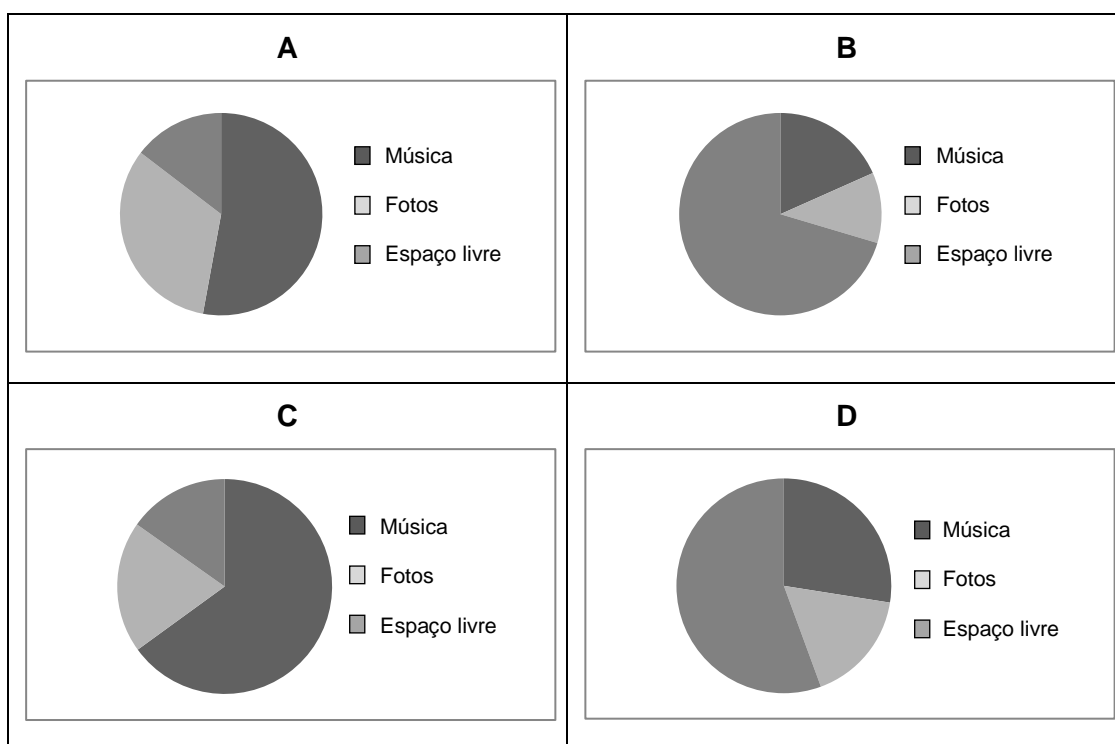 A
Música
Fotos
Espaço livre
B
Música
Fotos
Espaço livre
C
Música
Fotos
Espaço livre
D
Música
Fotos
Espaço livre